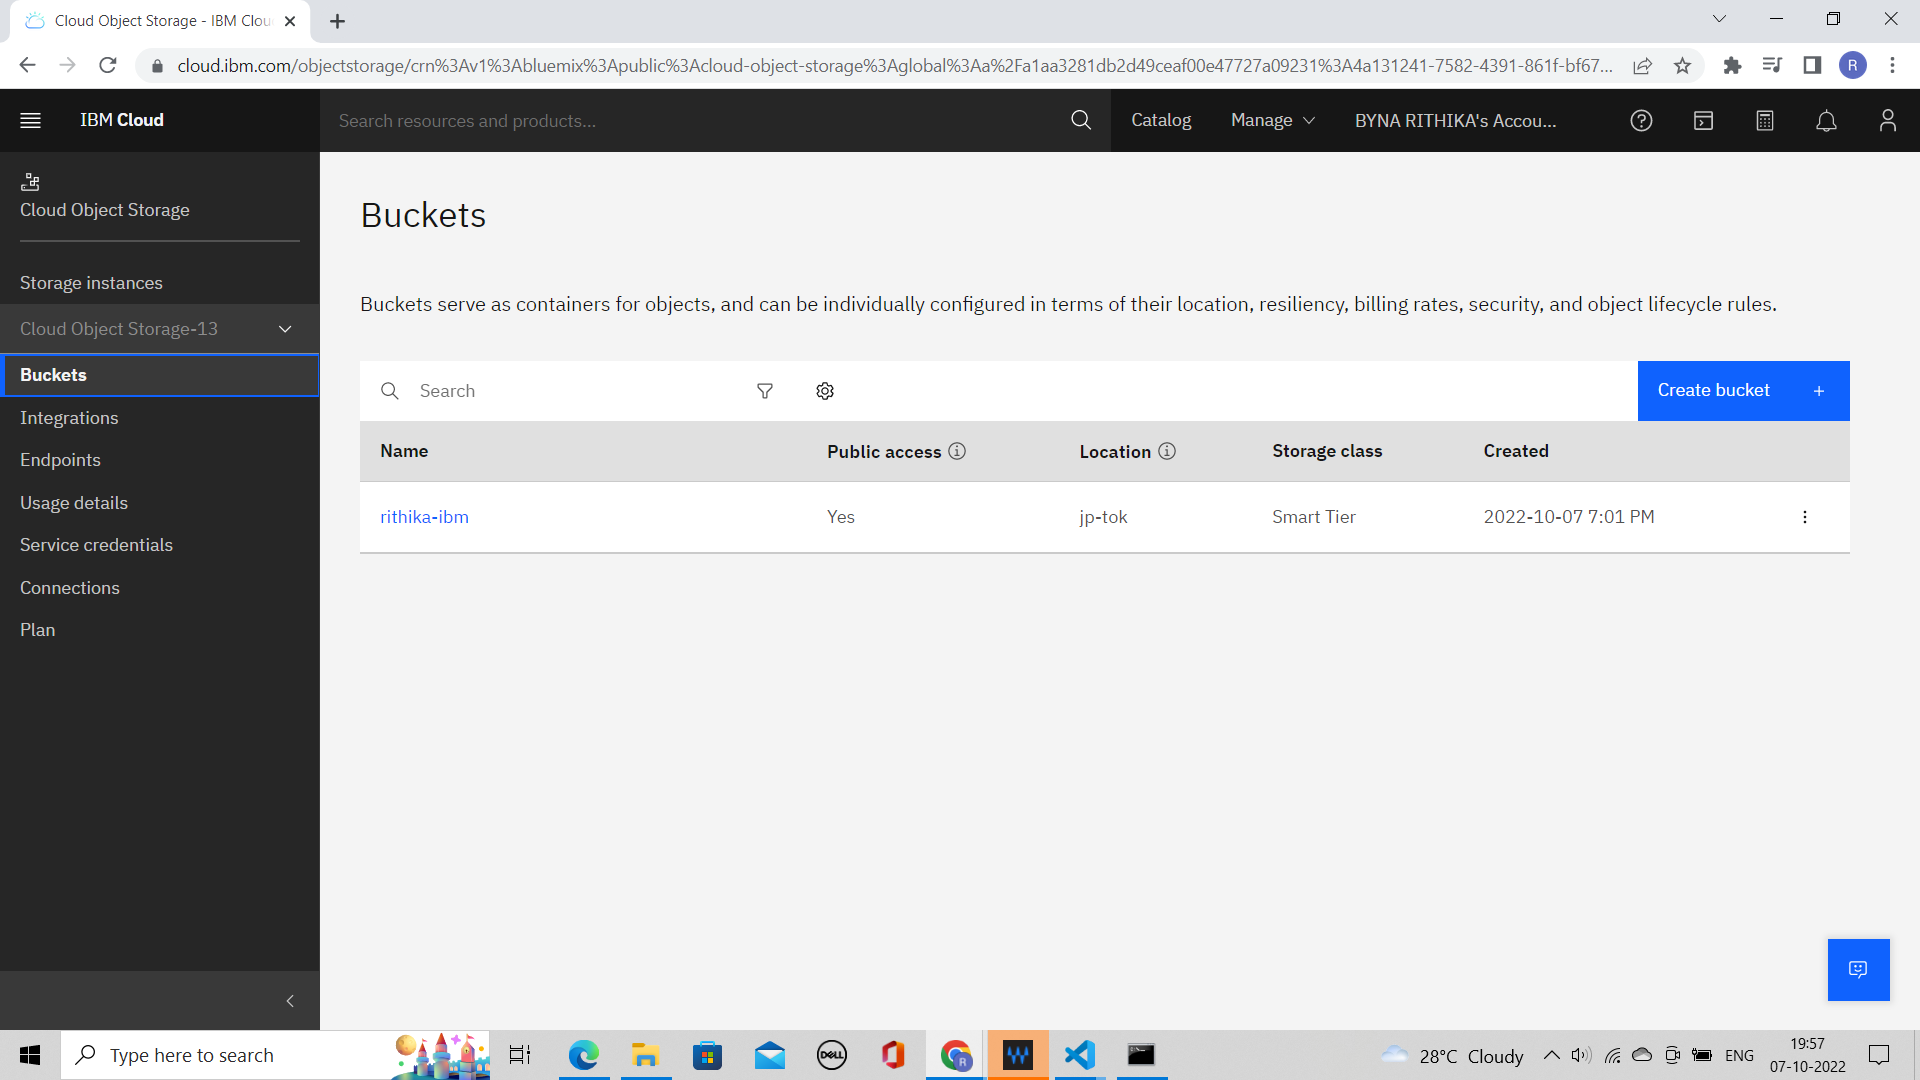 Cloud Object Storage - IBM Clou
cloud.ibm.com/objectstorage/crn%3Av1%3Abluemix%3Apublic%3Acloud-object-storage%3Aglobal%3Aa%2Fa1aa3281db2d49ceaf00e47727a09231%3A4a131241-7582-4391-861f-bf67...
R
IBM Cloud
Search resources and products...
Catalog
Manage
BYNA RITHIKA's Accou...
Cloud Object Storage
Storage instances
Cloud Object Storage-13
Buckets
Integrations
Endpoints
Usage details
Service credentials
Connections
Plan
Buckets
Buckets serve as containers for objects, and can be individually configured in terms of their location, resiliency, billing rates, security, and object lifecycle rules.
Search
Create bucket +
Name Public access Location Storage class Created
rithika-ibm Yes jp-tok Smart Tier 2022-10-07 7:01 PM
Type here to search
DELL
R
28°C Cloudy
ENG
19:57
07-10-2022